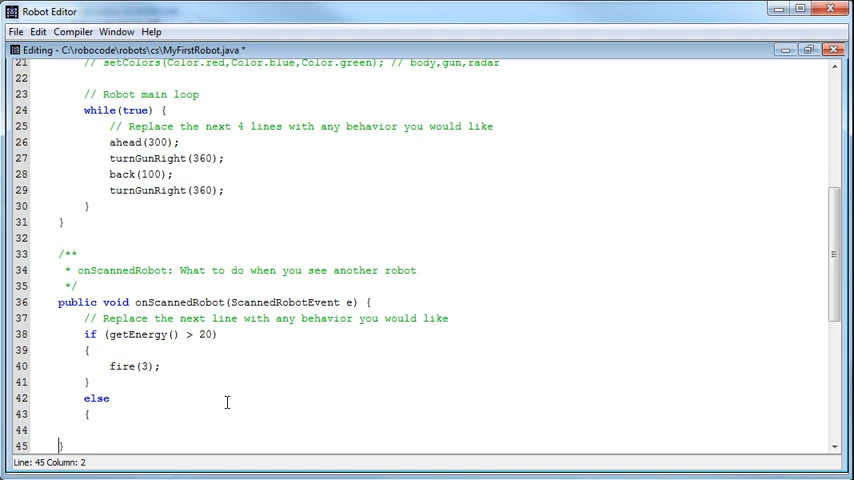 Robot Editor
File Edit Compiler Window Help
Editing - C:\robocode\robots\cs\MyFirstRobot.java *
21 // setColors(Color.red,Color.blue,Color.green); // body,gun,radar
22
23 // Robot main loop
24 while(true) {
25 // Replace the next 4 lines with any behavior you would like
26 ahead(300);
27 turnGunRight(360);
28 back(100);
29 turnGunRight(360);
30 }
31 }
32
33 /**
34 * onScannedRobot: What to do when you see another robot
35 */
36 public void onScannedRobot(ScannedRobotEvent e) {
37 // Replace the next line with any behavior you would like
38 if (getEnergy() > 20)
39 {
40 fire(3);
41 }
42 else
43 {
44
45 }
Line: 45 Column: 2